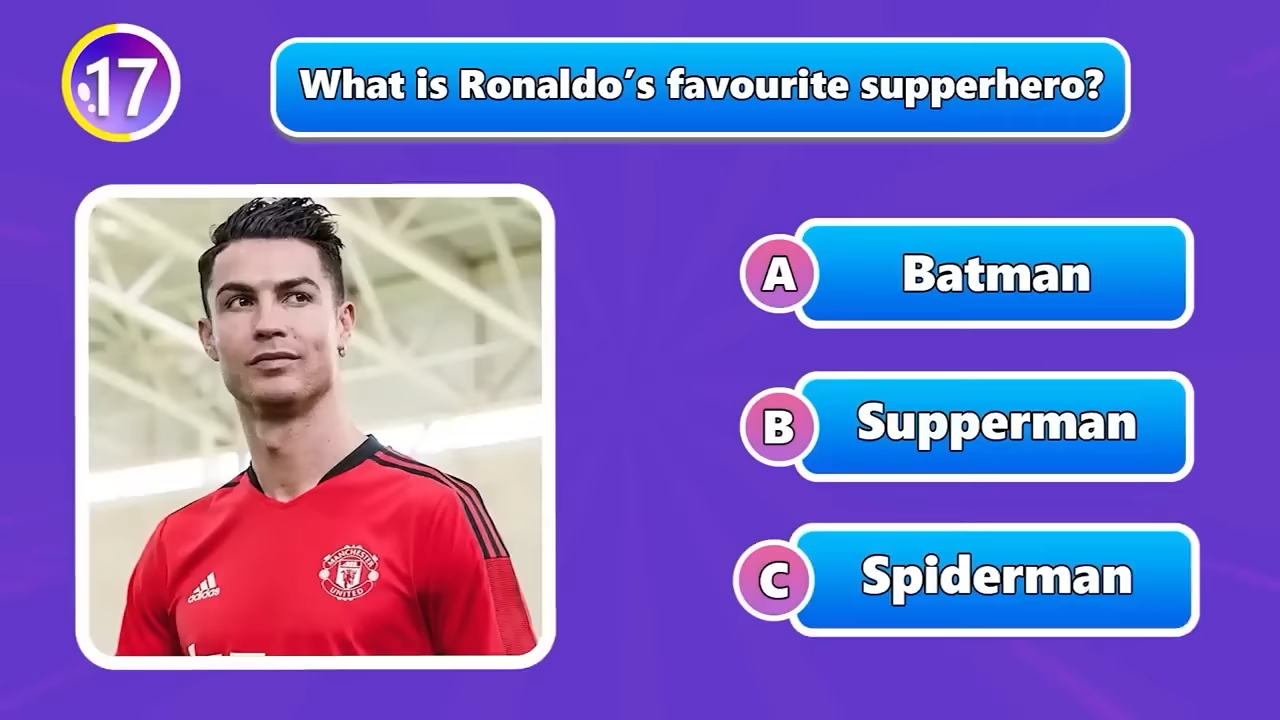 17
What is Ronaldo´s favourite supperhero?
A
Batman
B
Supperman
C
Spiderman
adidas
MANCHESTER
UNITED